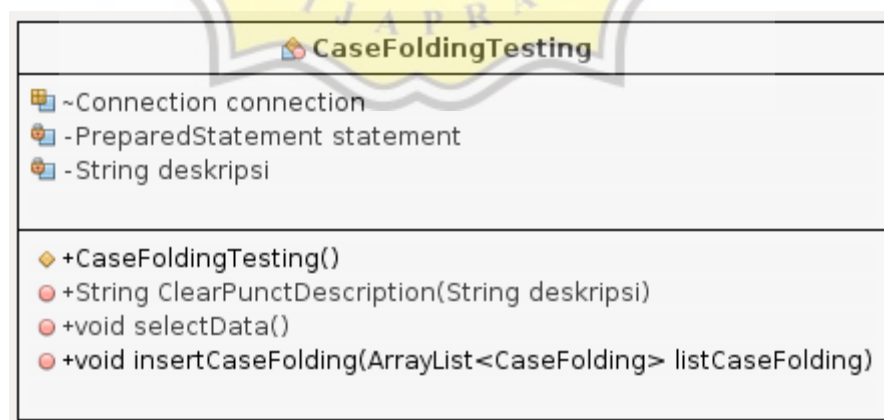 I J A P R A
CaseFoldingTesting
~Connection connection
-PreparedStatement statement
-String deskripsi
+CaseFoldingTesting()
+String ClearPunctDescription(String deskripsi)
+void selectData()
+void insertCaseFolding(ArrayList<CaseFolding> listCaseFolding)